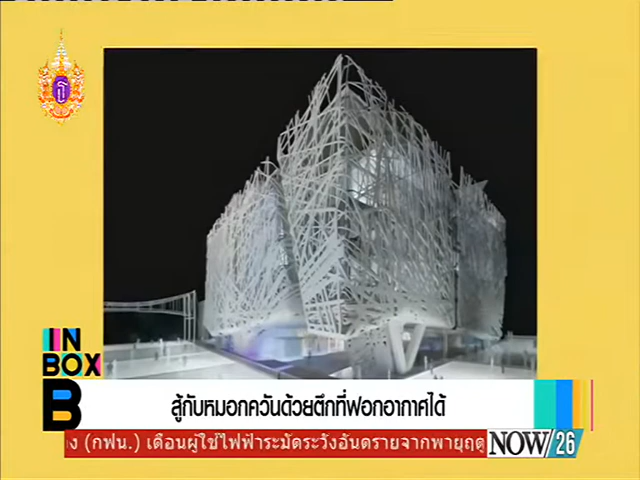 IN
BOX
B
สู้กับหมอกควันด้วยตึกที่ฟอกอากาศได้
(กฟน.) เตือนผู้ใช้ไฟฟ้าระมัดระวังอันตรายจากพายุฤดู
NOW 26